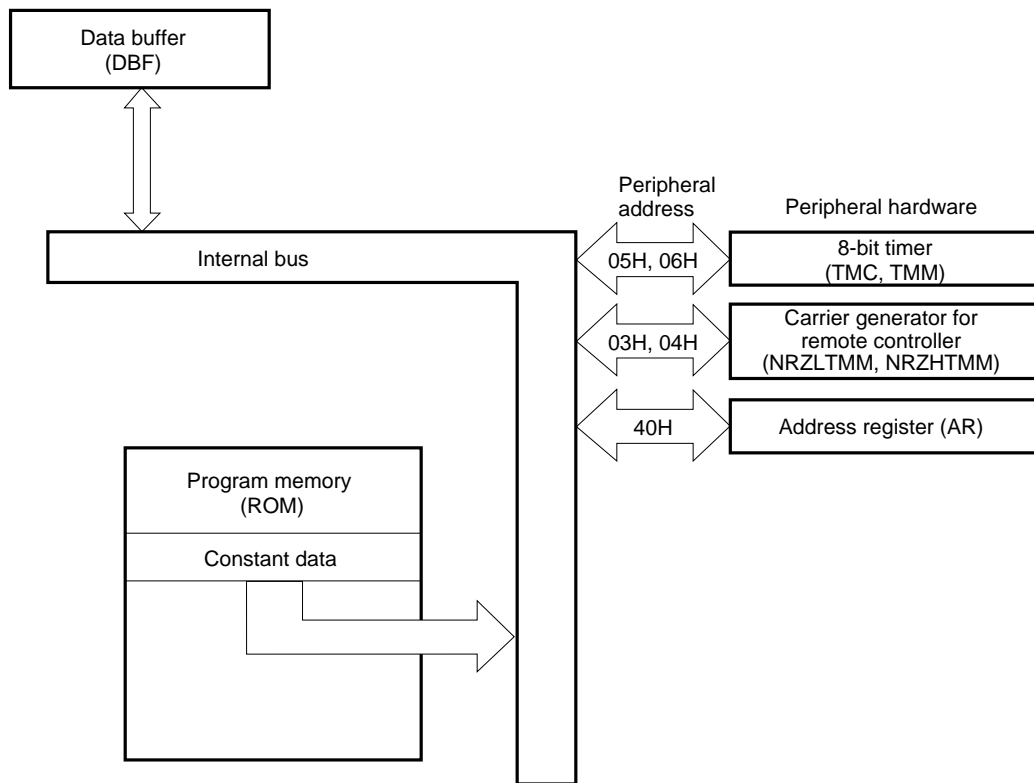 Data buffer
(DBF)
Peripheral
address
Peripheral hardware
Internal bus
05H, 06H
8-bit timer
(TMC, TMM)
03H, 04H
Carrier generator for
remote controller
(NRZLTMM, NRZHTMM)
40H
Address register (AR)
Program memory
(ROM)
Constant data